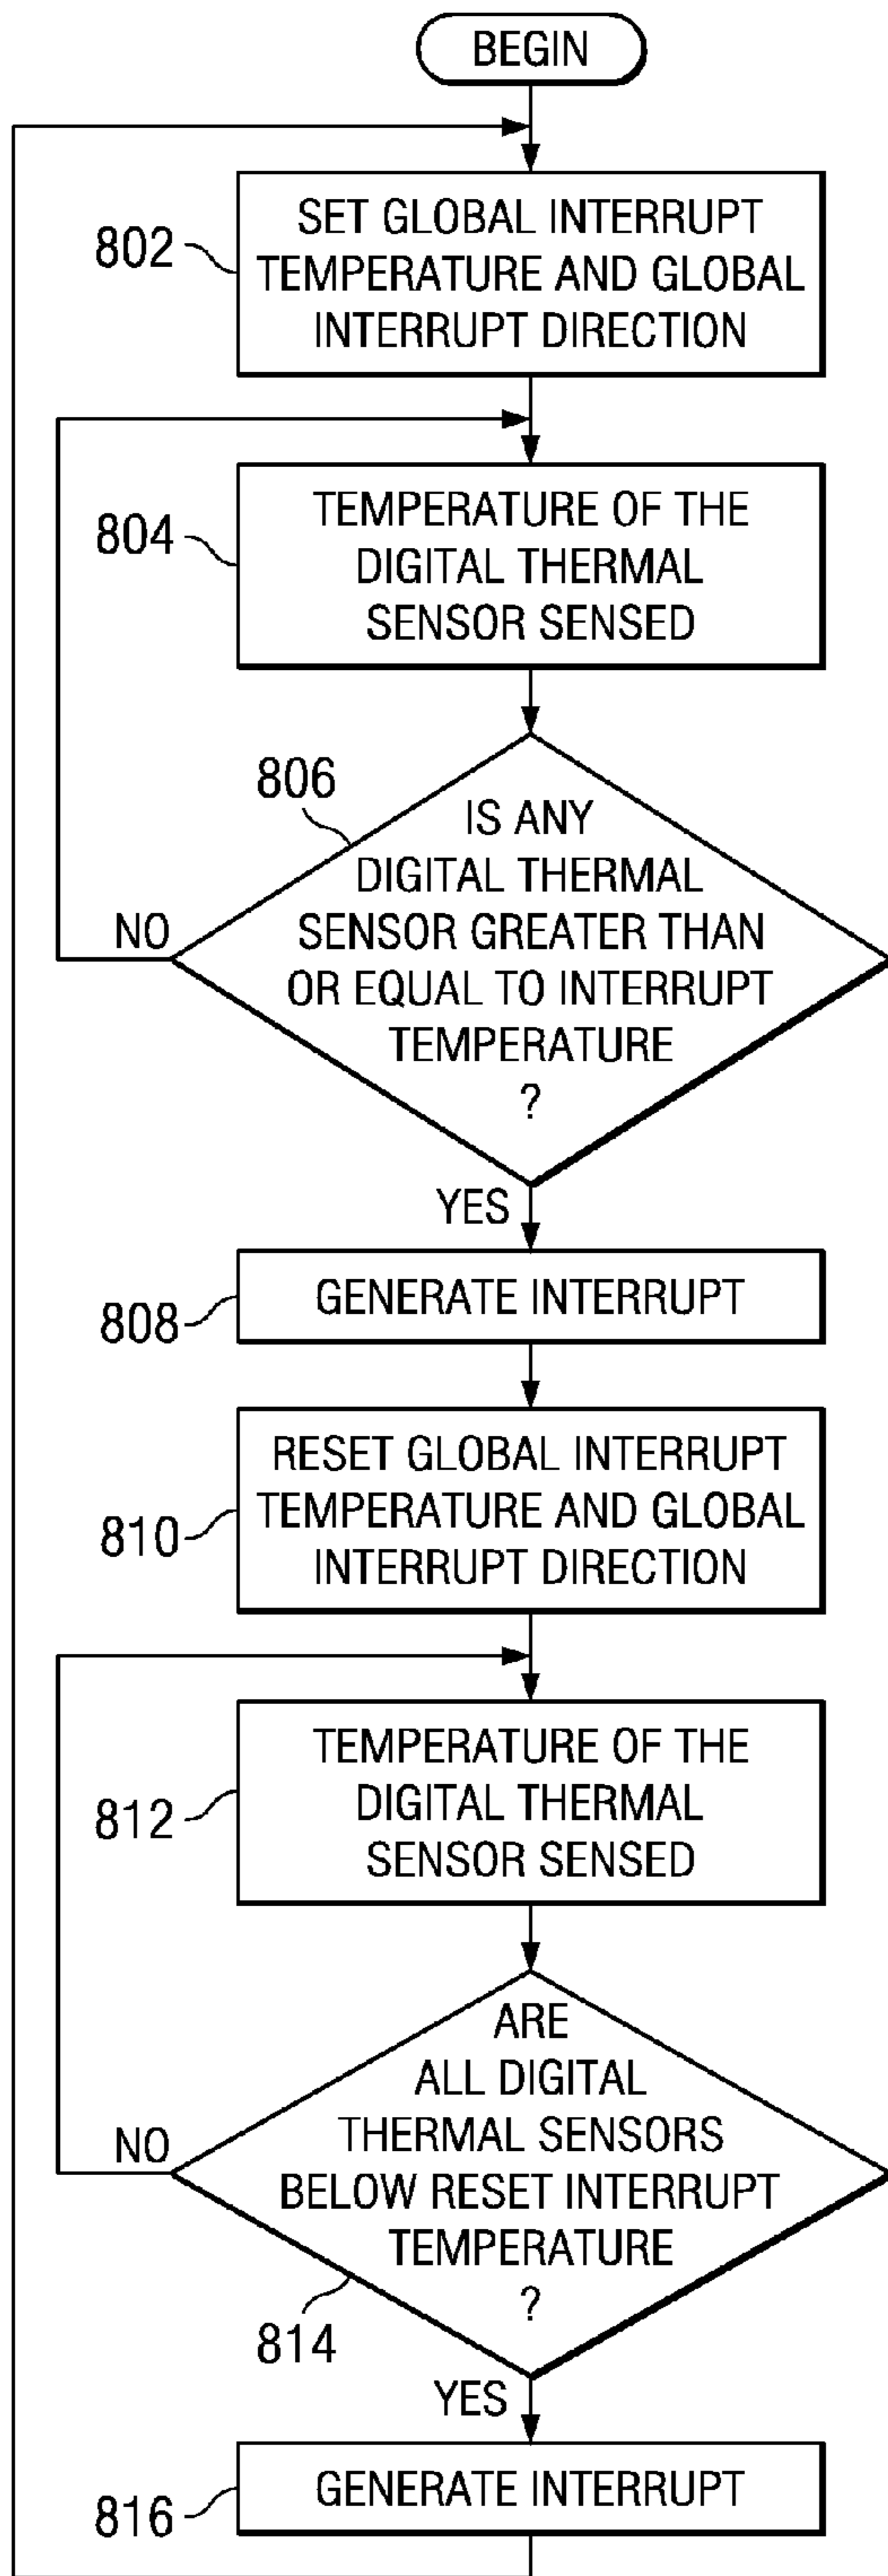 BEGIN
802
SET GLOBAL INTERRUPT
TEMPERATURE AND GLOBAL
INTERRUPT DIRECTION
804
TEMPERATURE OF THE
DIGITAL THERMAL
SENSOR SENSED
806
IS ANY
DIGITAL THERMAL
SENSOR GREATER THAN
OR EQUAL TO INTERRUPT
TEMPERATURE
?
NO
YES
808
GENERATE INTERRUPT
810
RESET GLOBAL INTERRUPT
TEMPERATURE AND GLOBAL
INTERRUPT DIRECTION
812
TEMPERATURE OF THE
DIGITAL THERMAL
SENSOR SENSED
ARE
ALL DIGITAL
THERMAL SENSORS
BELOW RESET INTERRUPT
TEMPERATURE
?
NO
814
YES
816
GENERATE INTERRUPT